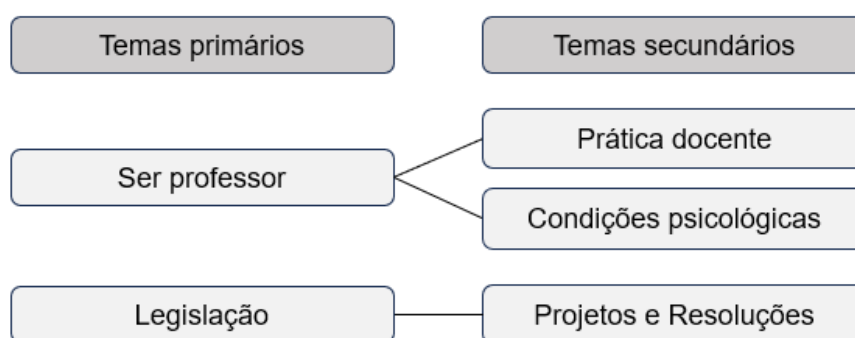 Temas primários
Temas secundários
Ser professor
Prática docente
Condições psicológicas
Legislação
Projetos e Resoluções